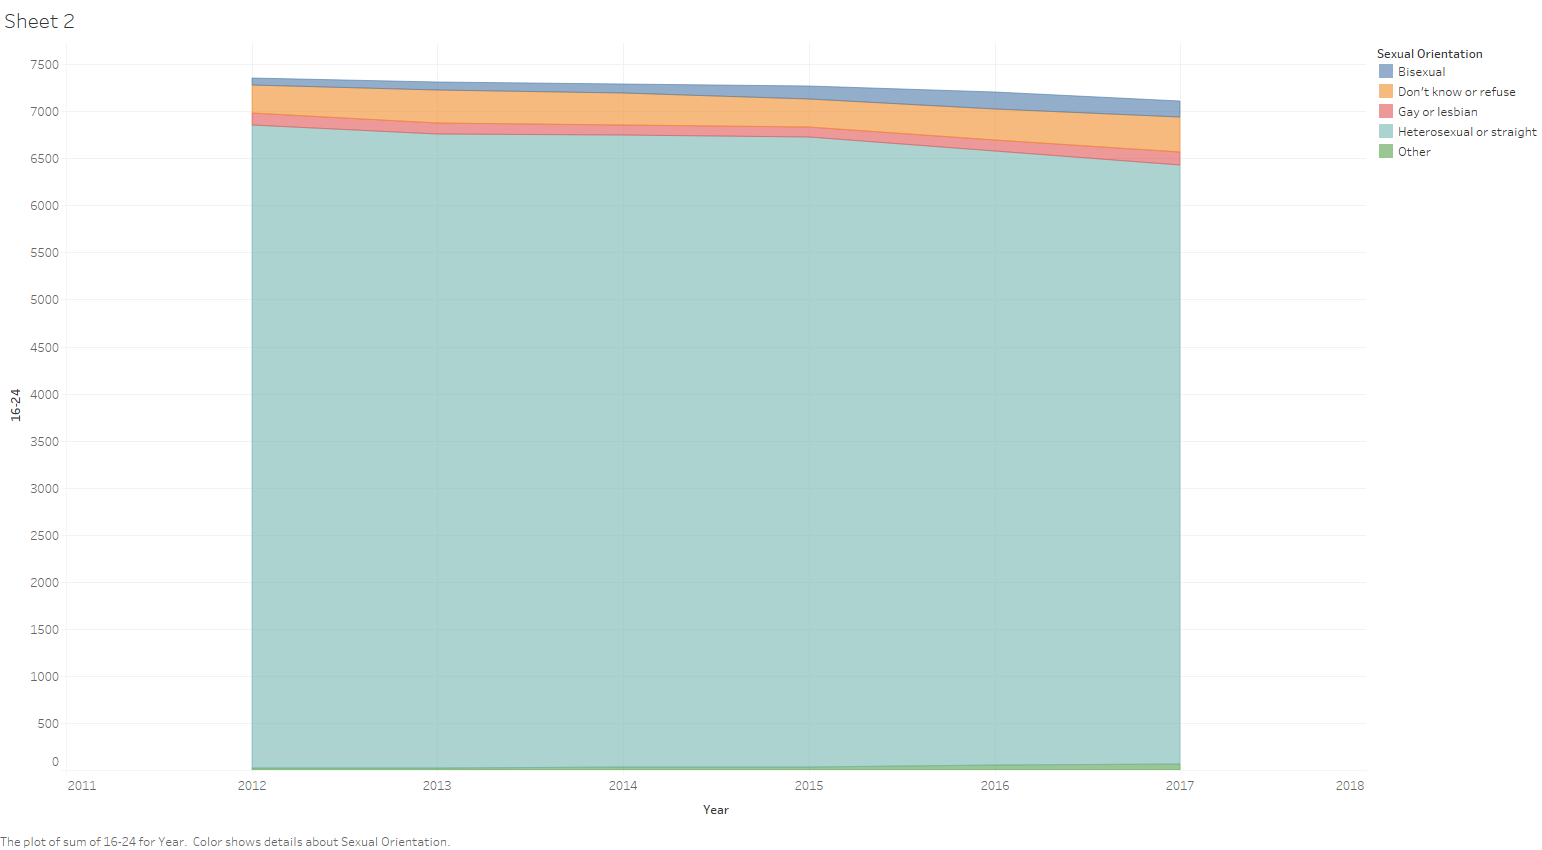 Sheet 2
Sexual Orientation
Bisexual
Don't know or refuse
Gay or lesbian
Heterosexual or straight
Other
7500
7000
6500
6000
5500
5000
4500
4000
3500
3000
2500
2000
1500
1000
500
0
16-24
2011 2012 2013 2014 2015 2016 2017 2018
Year
The plot of sum of 16-24 for Year. Color shows details about Sexual Orientation.